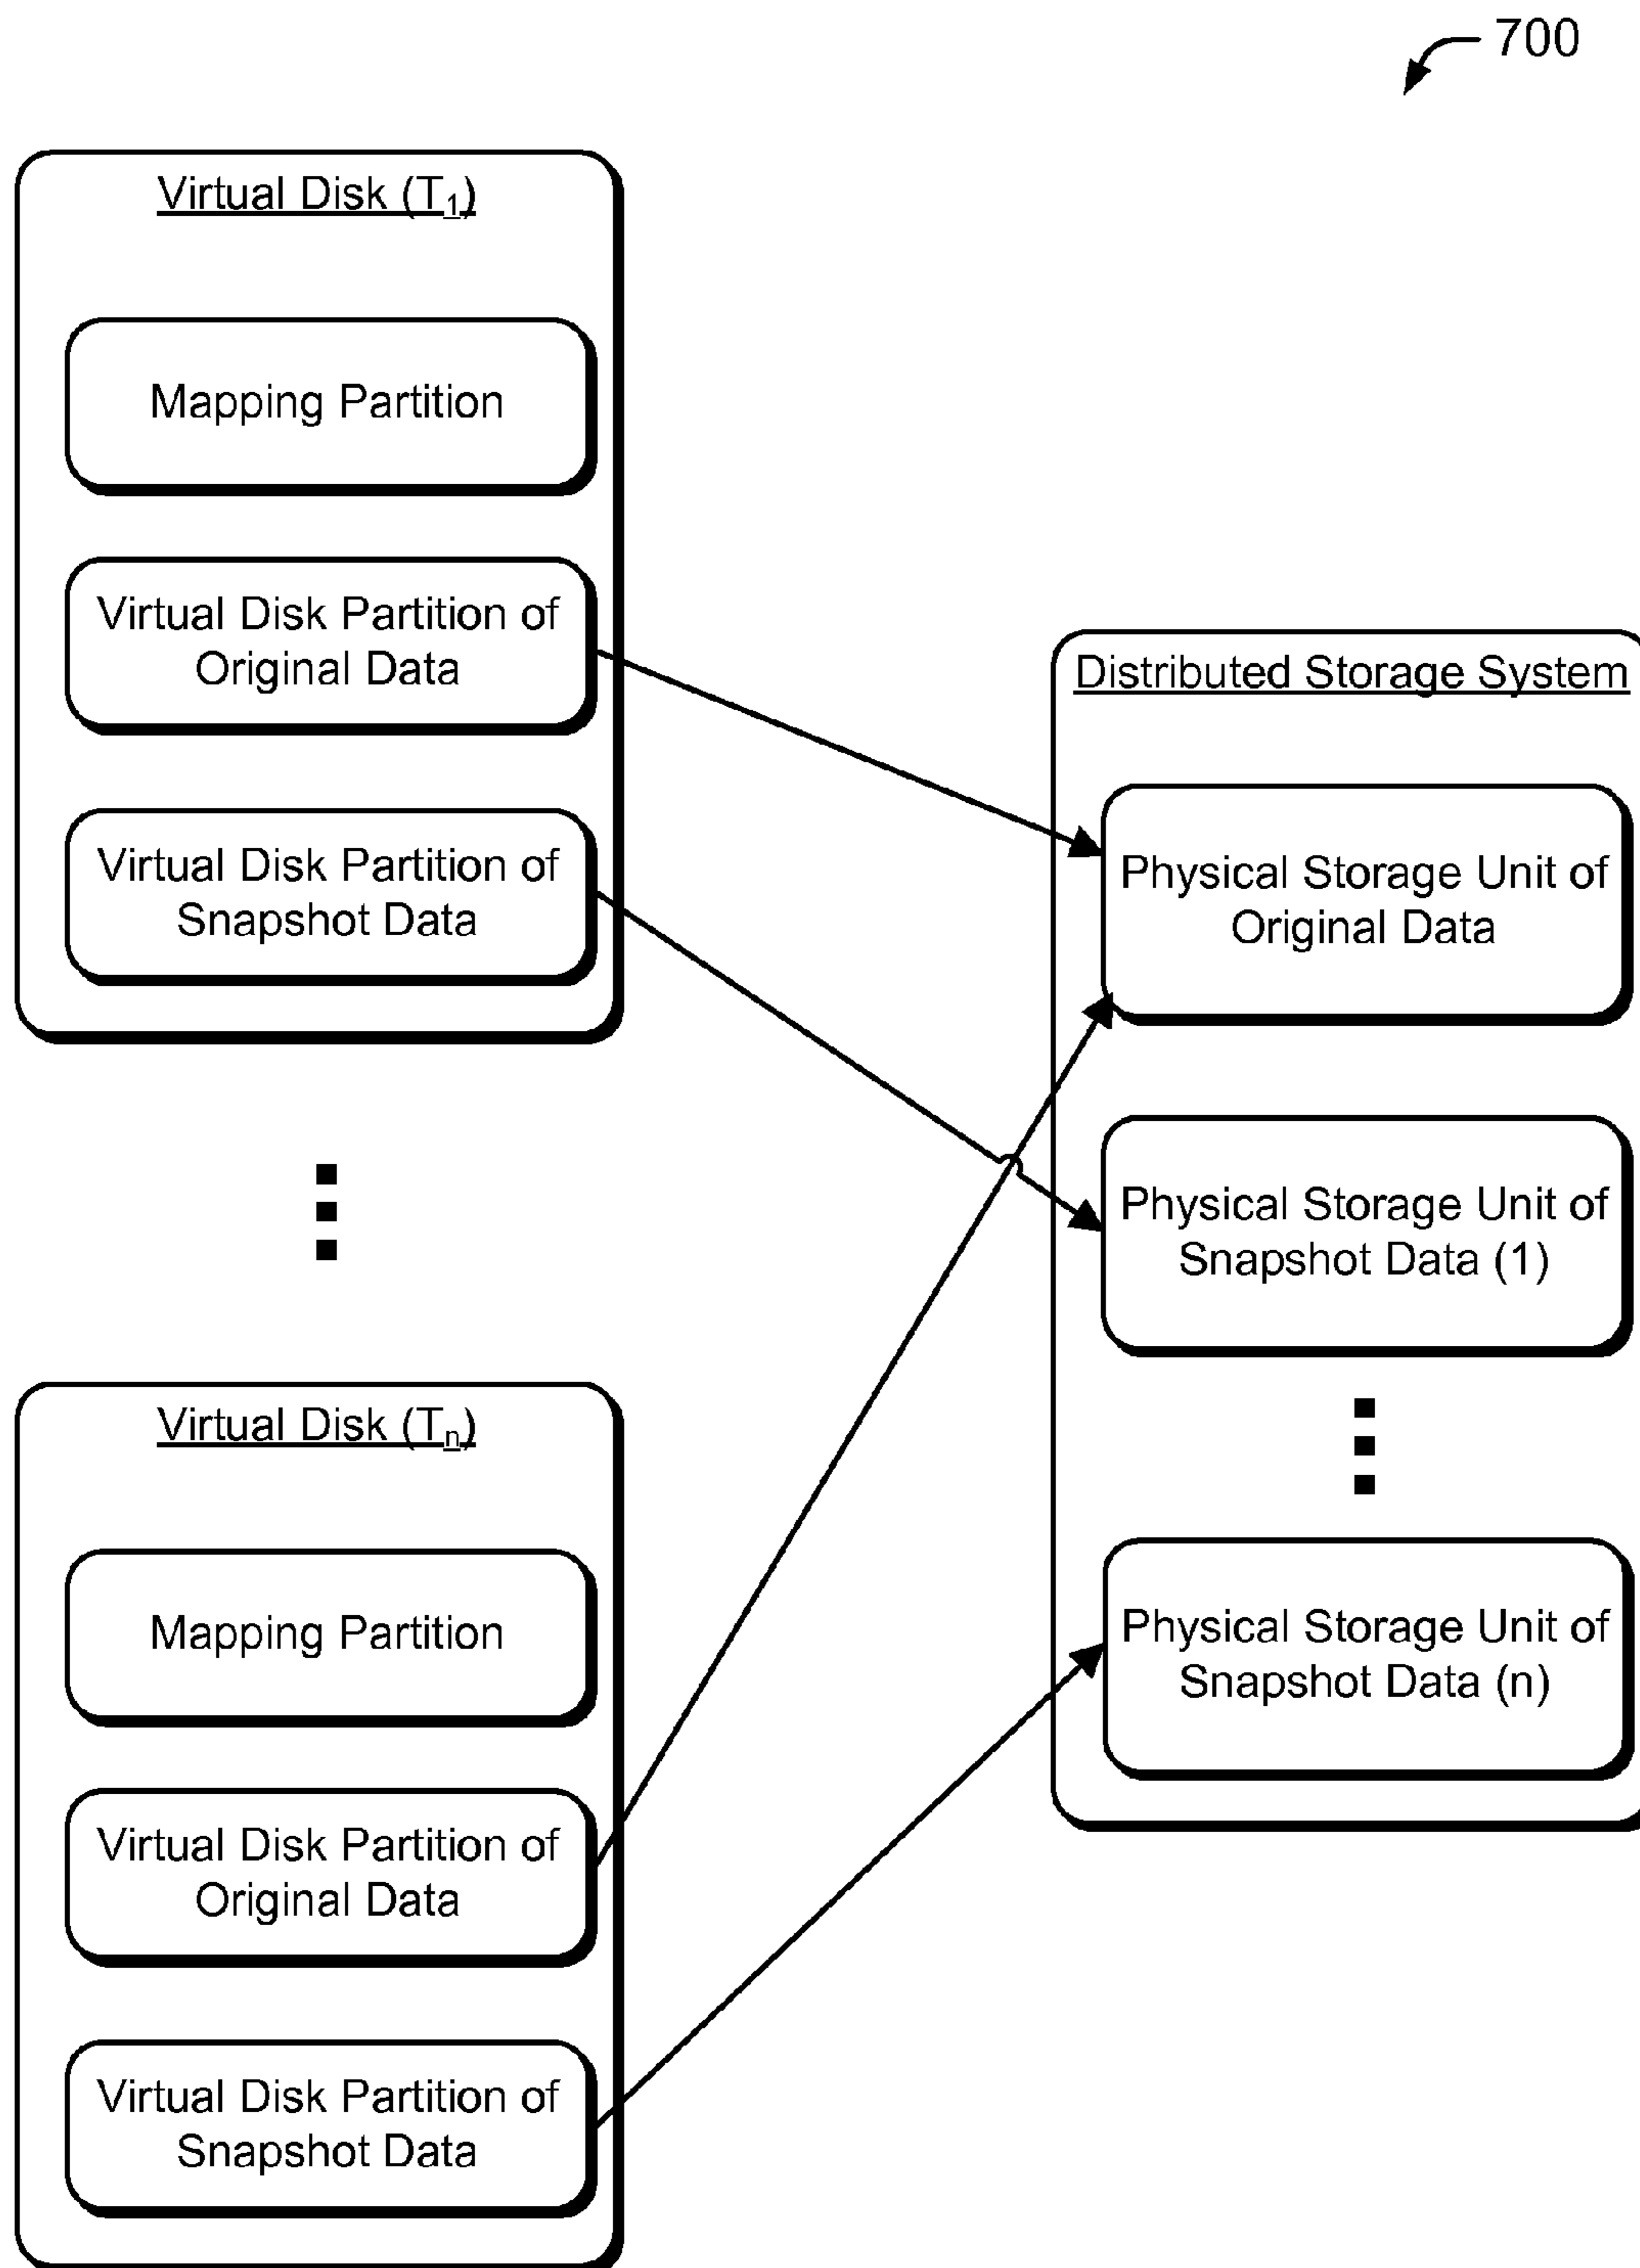 700
Virtual Disk (T1)
Mapping Partition
Virtual Disk Partition of
Original Data
Virtual Disk Partition of
Snapshot Data
Virtual Disk (Tn)
Mapping Partition
Virtual Disk Partition of
Original Data
Virtual Disk Partition of
Snapshot Data
Distributed Storage System
Physical Storage Unit of
Original Data
Physical Storage Unit of
Snapshot Data (1)
Physical Storage Unit of
Snapshot Data (n)